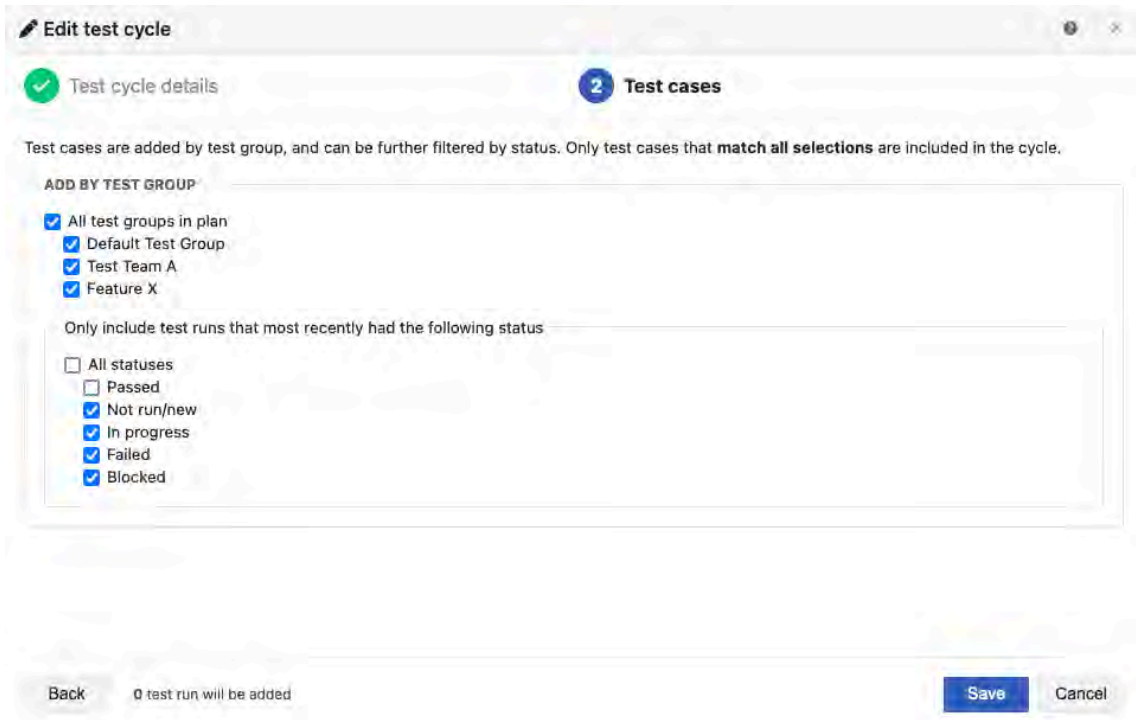 Edit test cycle
Test cycle details
2 Test cases
Test cases are added by test group, and can be further filtered by status. Only test cases that match all selections are included in the cycle.
ADD BY TEST GROUP
All test groups in plan
Default Test Group
Test Team A
Feature X
Only include test runs that most recently had the following status
All statuses
Passed
Not run/new
In progress
Failed
Blocked
Back 0 test run will be added Save Cancel